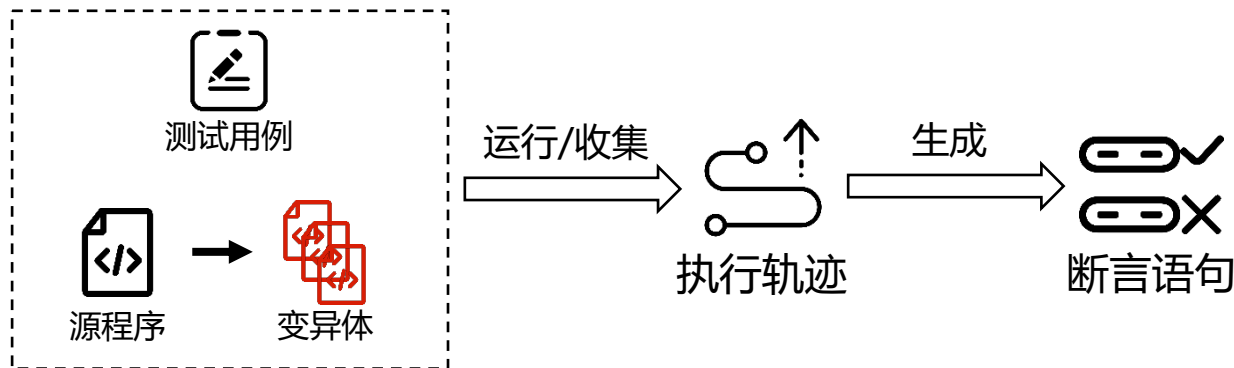 测试用例
源程序
变异体
运行/收集
执行轨迹
生成
断言语句